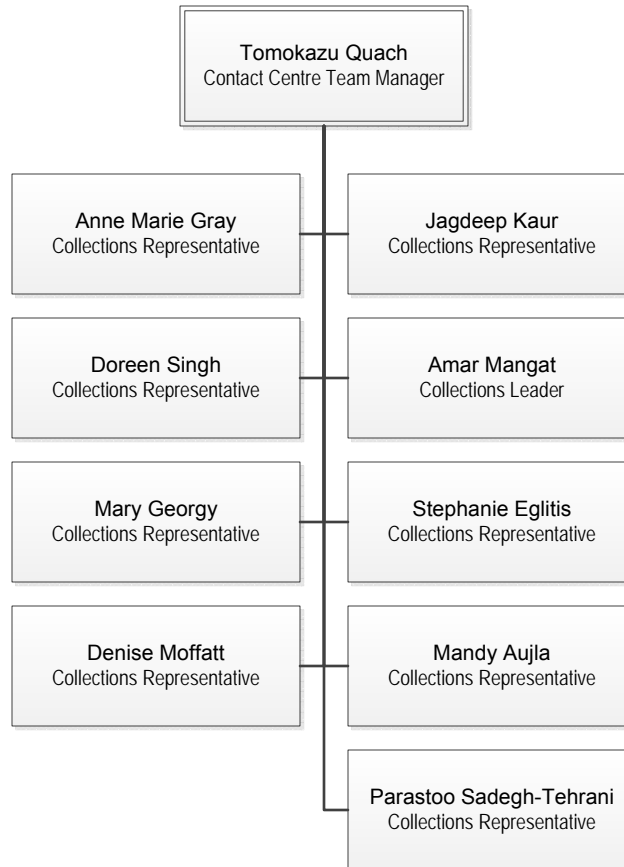 Tomokazu Quach
Contact Centre Team Manager
Anne Marie Gray
Collections Representative
Jagdeep Kaur
Collections Representative
Doreen Singh
Collections Representative
Amar Mangat
Collections Leader
Mary Georgy
Collections Representative
Stephanie Eglitis
Collections Representative
Denise Moffatt
Collections Representative
Mandy Aujla
Collections Representative
Parastoo Sadegh-Tehrani
Collections Representative